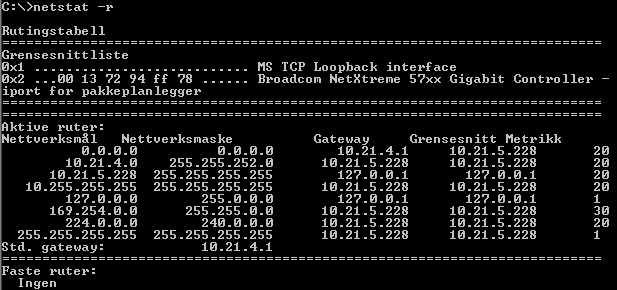 C:\>netstat -r
Rutingstabell
===========================================================================
Grensesnittliste
0x1 ........................... MS TCP Loopback interface
0x2 ...00 13 72 94 ff 78 ...... Broadcom NetXtreme 57xx Gigabit Controller -
iport for pakkeplanlegger
===========================================================================
===========================================================================
Aktive ruter:
Nettverksmål Nettverksmaske Gateway Grensesnitt Metrikk
0.0.0.0 0.0.0.0 10.21.4.1 10.21.5.228 20
10.21.4.0 255.255.252.0 10.21.5.228 10.21.5.228 20
10.21.5.228 255.255.255.255 127.0.0.1 127.0.0.1 20
10.255.255.255 255.255.255.255 10.21.5.228 10.21.5.228 20
127.0.0.0 255.0.0.0 127.0.0.1 127.0.0.1 1
169.254.0.0 255.255.0.0 10.21.5.228 10.21.5.228 30
224.0.0.0 240.0.0.0 10.21.5.228 10.21.5.228 20
255.255.255.255 255.255.255.255 10.21.5.228 10.21.5.228 1
Std. gateway: 10.21.4.1
===========================================================================
Faste ruter:
Ingen